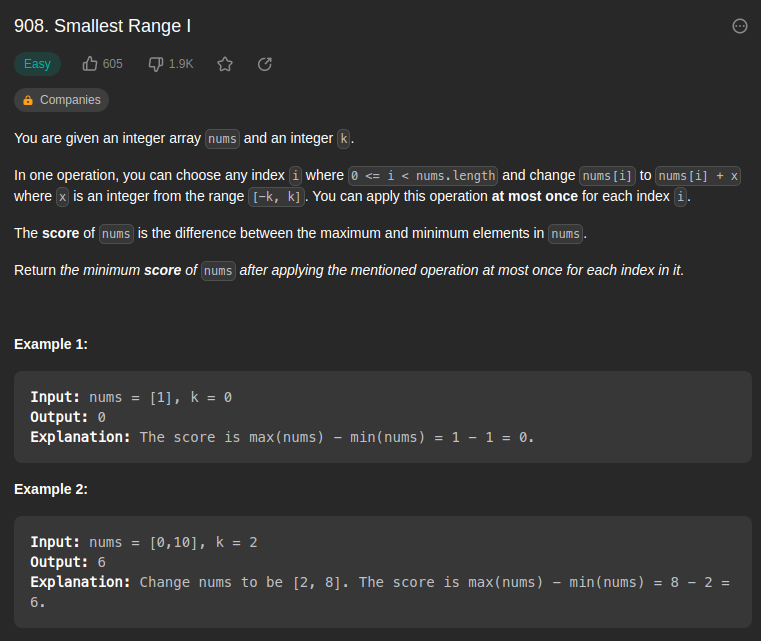 908. Smallest Range I
Easy 605 1.9K
Companies
You are given an integer array nums and an integer k.
In one operation, you can choose any index i where 0 <= i < nums.length and change nums[i] to nums[i] + x
where x is an integer from the range [-k, k]. You can apply this operation at most once for each index i.
The score of nums is the difference between the maximum and minimum elements in nums.
Return the minimum score of nums after applying the mentioned operation at most once for each index in it.
Example 1:
Input: nums = [1], k = 0
Output: 0
Explanation: The score is max(nums) - min(nums) = 1 - 1 = 0.
Example 2:
Input: nums = [0,10], k = 2
Output: 6
Explanation: Change nums to be [2, 8]. The score is max(nums) - min(nums) = 8 - 2 =
6.